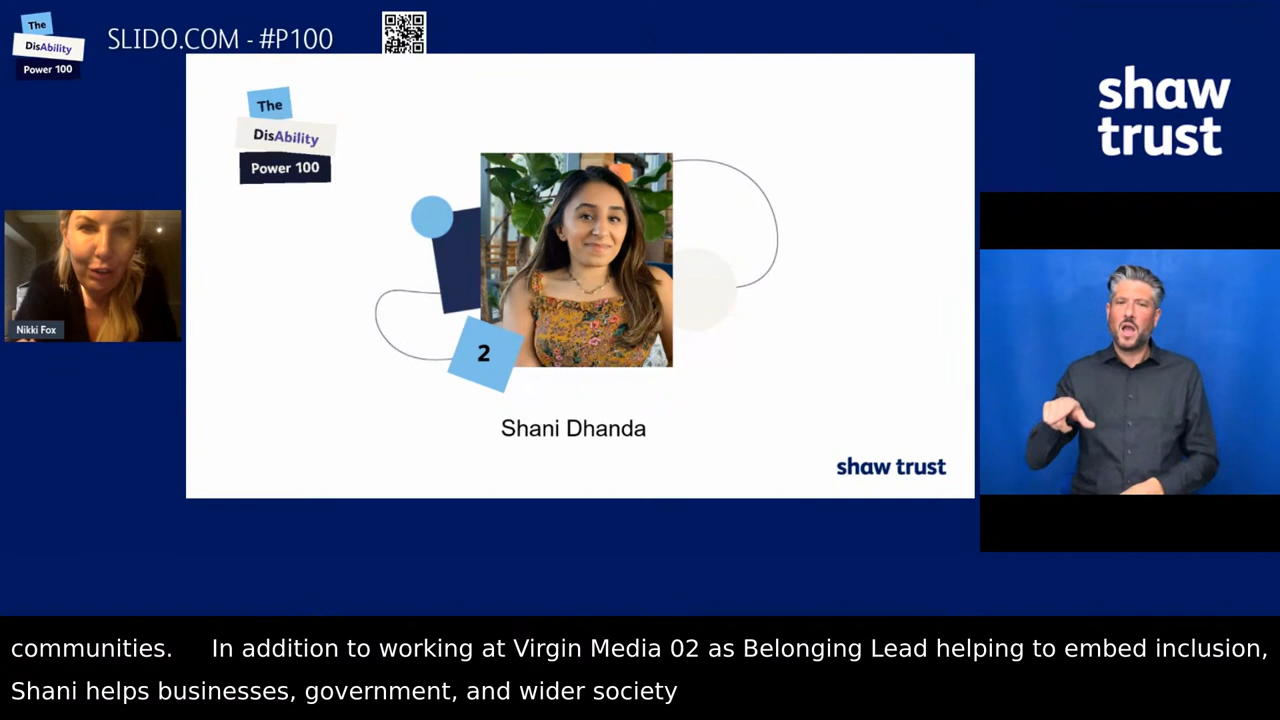 The
DisAbility
Power 100
SLIDO.COM - #P100
shaw
trust
The
DisAbility
Power 100
Nikki Fox
2
Shani Dhanda
shaw trust
communities. In addition to working at Virgin Media 02 as Belonging Lead helping to embed inclusion,
Shani helps businesses, government, and wider society